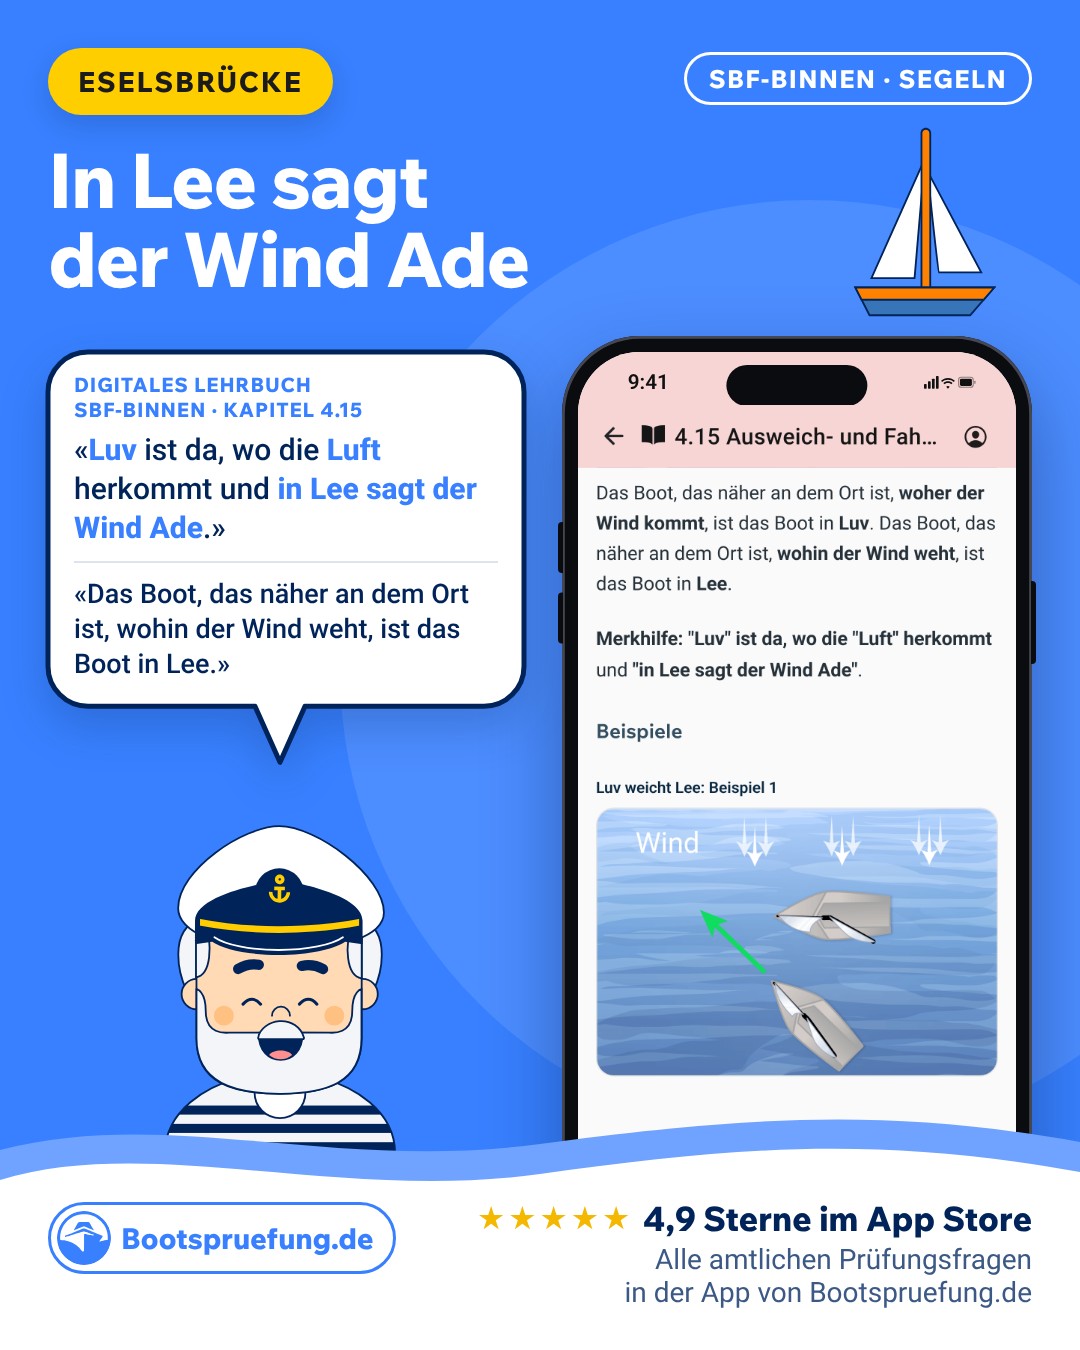 ESELSBRÜCKE
SBF-BINNEN · SEGELN
In Lee sagt
der Wind Ade
DIGITALES LEHRBUCH
SBF-BINNEN · KAPITEL 4.15
«Luv ist da, wo die Luft
herkommt und in Lee sagt der
Wind Ade.»
«Das Boot, das näher an dem Ort
ist, wohin der Wind weht, ist das
Boot in Lee.»
9:41
4.15 Ausweich- und Fah...
Das Boot, das näher an dem Ort ist, woher der
Wind kommt, ist das Boot in Luv. Das Boot, das
näher an dem Ort ist, wohin der Wind weht, ist
das Boot in Lee.
Merkhilfe: "Luv" ist da, wo die "Luft" herkommt
und "in Lee sagt der Wind Ade".
Beispiele
Luv weicht Lee: Beispiel 1
Wind
Bootspruefung.de
★★★★★ 4,9 Sterne im App Store
Alle amtlichen Prüfungsfragen
in der App von Bootspruefung.de